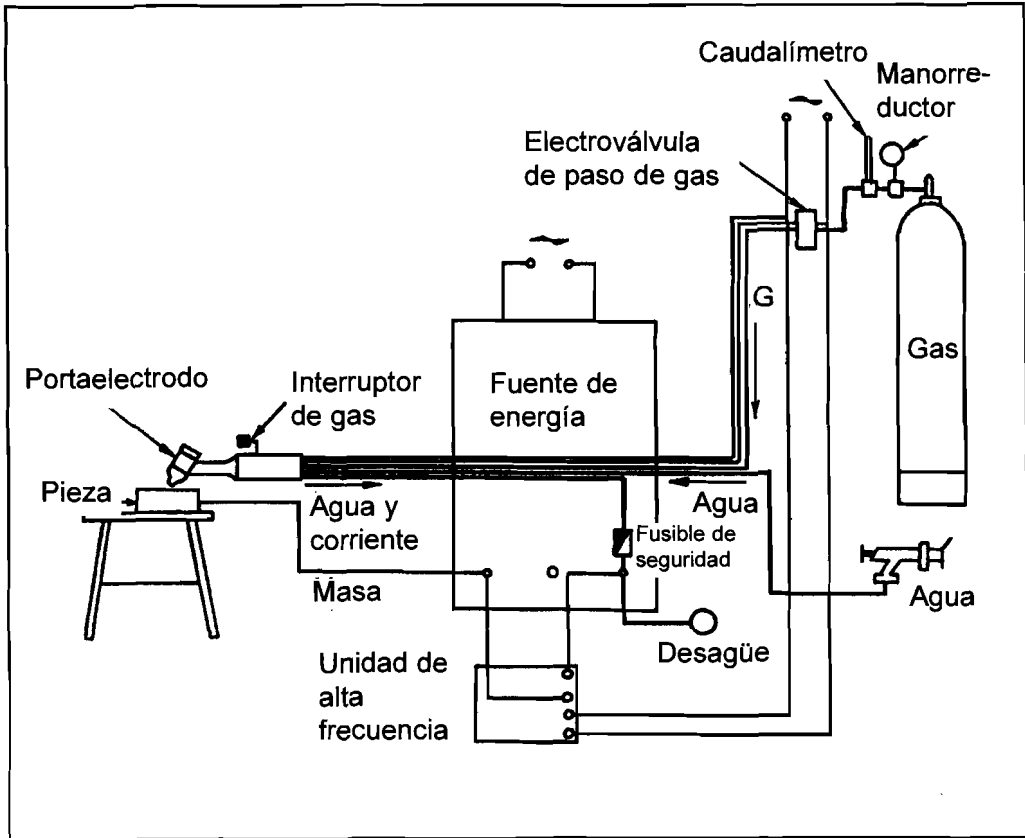 Caudalímetro
Manorre-
ductor
Electroválvula
de paso de gas
G
Gas
Portaelectrodo
Interruptor
de gas
Fuente de
energía
Pieza
Agua y
corriente
Agua
Fusible de
seguridad
Masa
Agua
Desagüe
Unidad de
alta
frecuencia